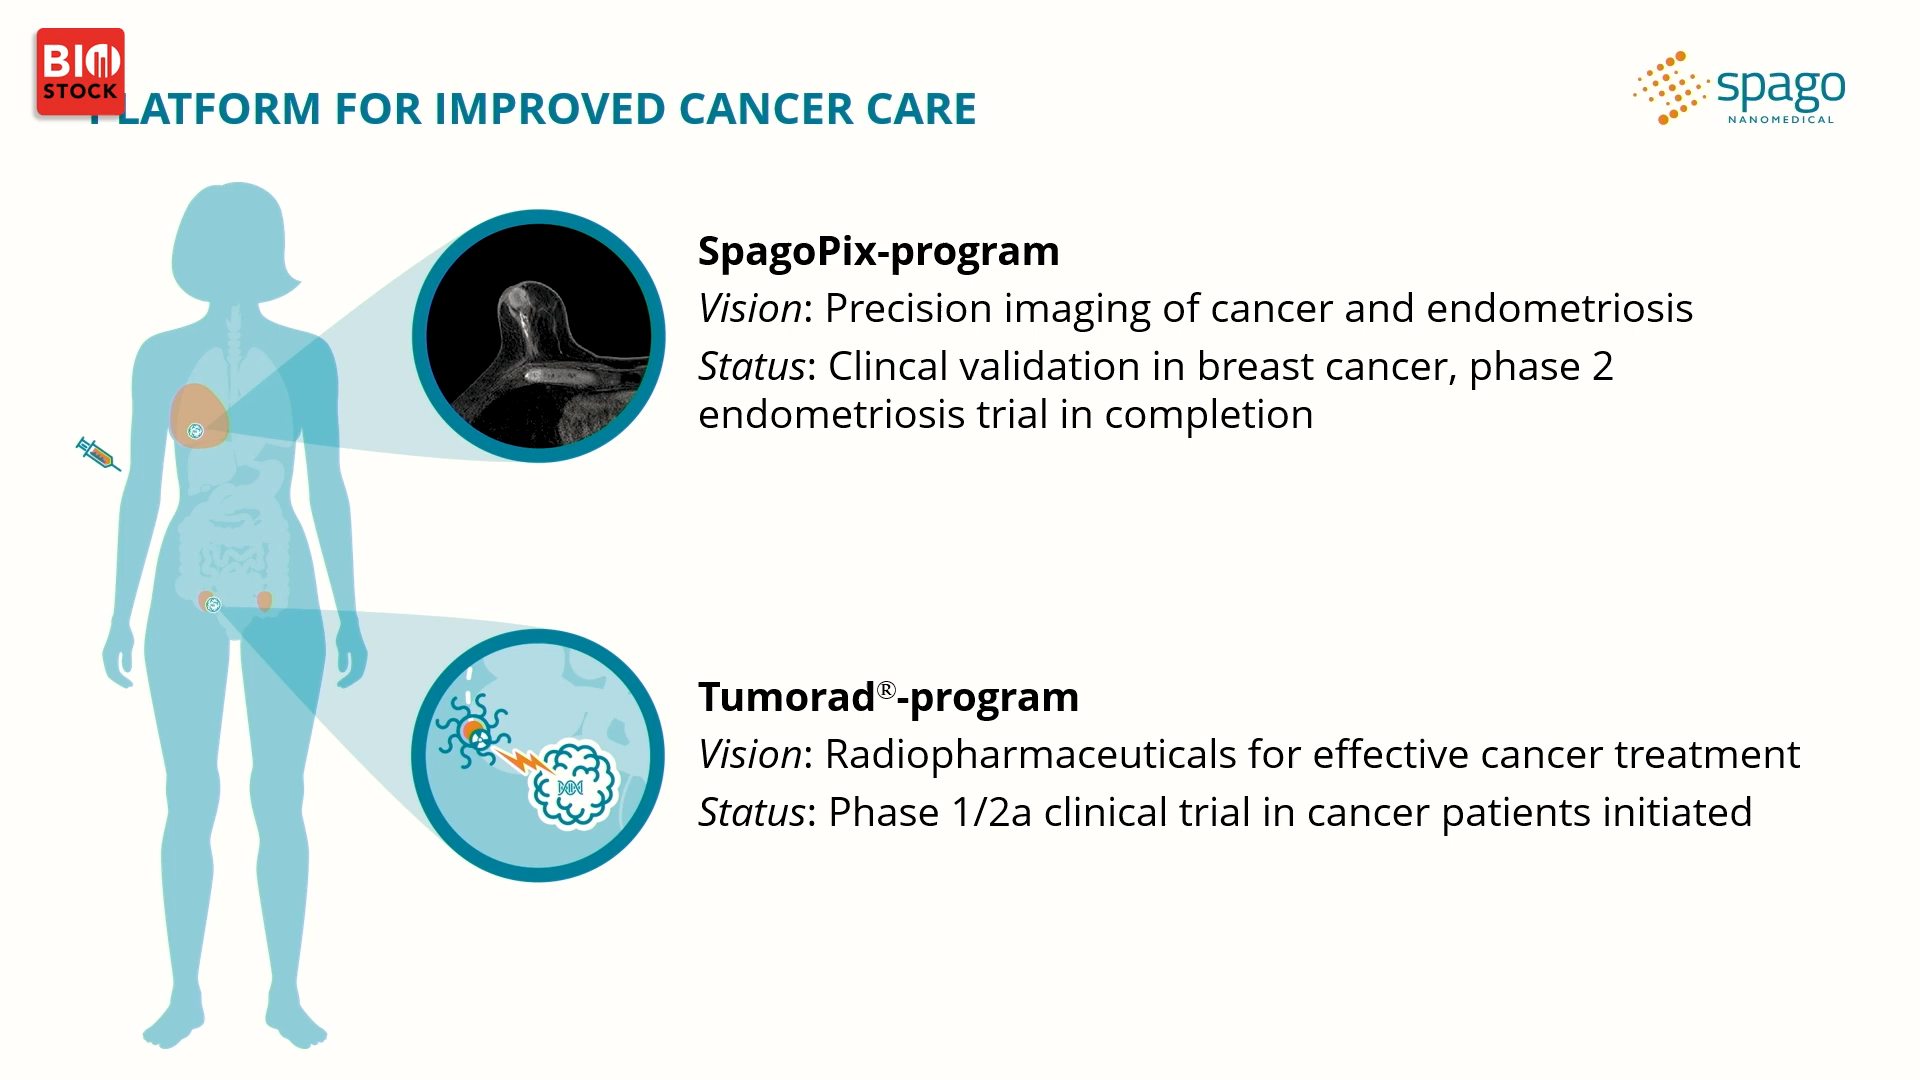 BIO
STOCK
PLATFORM FOR IMPROVED CANCER CARE
spago
NANOMEDICAL
SpagoPix-program
Vision: Precision imaging of cancer and endometriosis
Status: Clincal validation in breast cancer, phase 2
endometriosis trial in completion
Tumorad®-program
Vision: Radiopharmaceuticals for effective cancer treatment
Status: Phase 1/2a clinical trial in cancer patients initiated